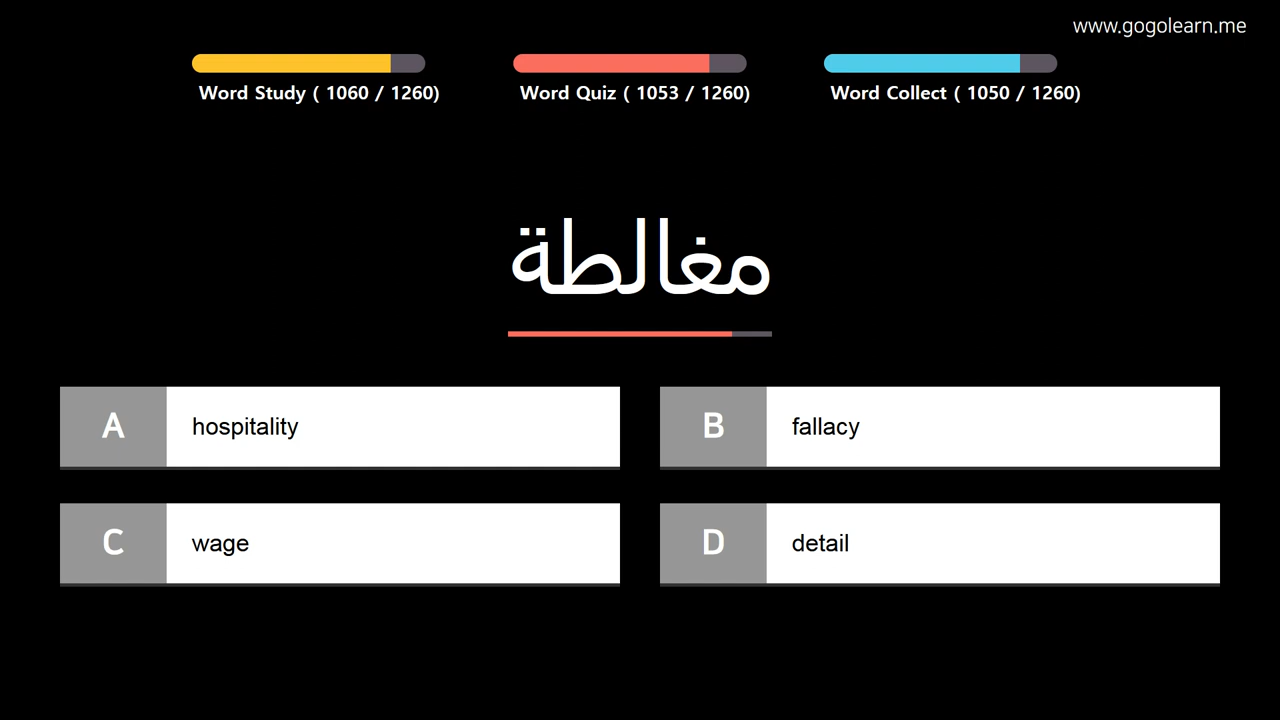 www.gogolearn.me
Word Study ( 1060 / 1260)
Word Quiz ( 1053 / 1260)
Word Collect ( 1050 / 1260)
مغالطة
A hospitality
B fallacy
C wage
D detail